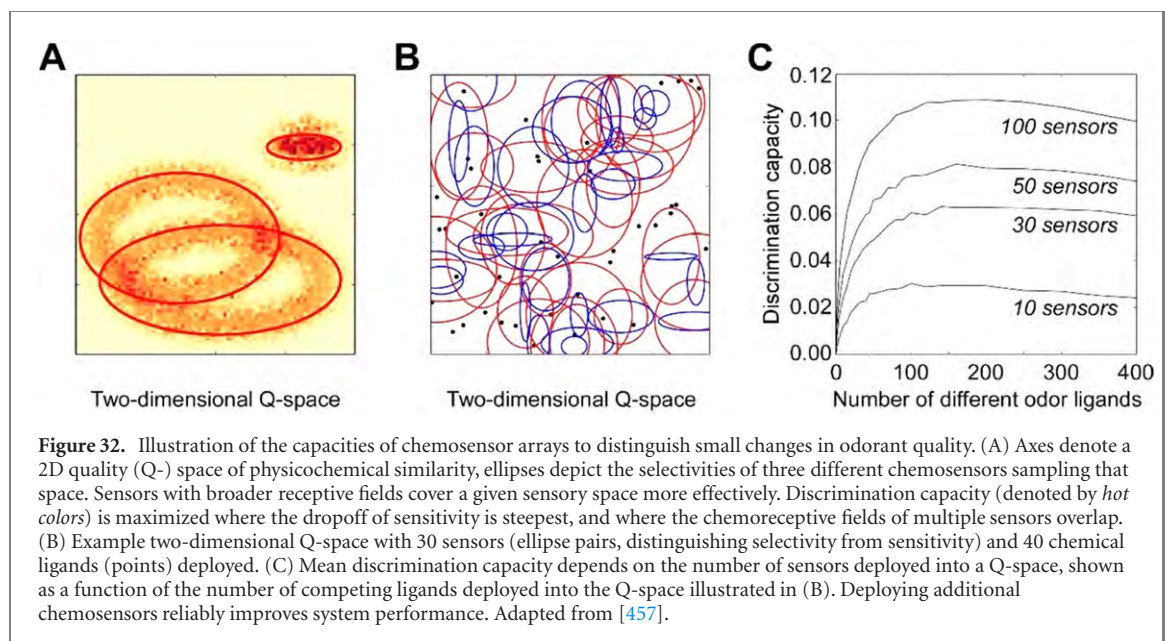 A
B
C
0.12
0.10
0.08
0.06
0.04
0.02
0.00
Discrimination capacity
100 sensors
50 sensors
30 sensors
10 sensors
0
100
200
300
400
Two-dimensional Q-space
Two-dimensional Q-space
Number of different odor ligands
Figure 32. Illustration of the capacities of chemosensor arrays to distinguish small changes in odorant quality. (A) Axes denote a
2D quality (Q-) space of physicochemical similarity, ellipses depict the selectivities of three different chemosensors sampling that
space. Sensors with broader receptive fields cover a given sensory space more effectively. Discrimination capacity (denoted by hot
colors) is maximized where the dropoff of sensitivity is steepest, and where the chemoreceptive fields of multiple sensors overlap.
(B) Example two-dimensional Q-space with 30 sensors (ellipse pairs, distinguishing selectivity from sensitivity) and 40 chemical
ligands (points) deployed. (C) Mean discrimination capacity depends on the number of sensors deployed into a Q-space, shown
as a function of the number of competing ligands deployed into the Q-space illustrated in (B). Deploying additional
chemosensors reliably improves system performance. Adapted from [457].